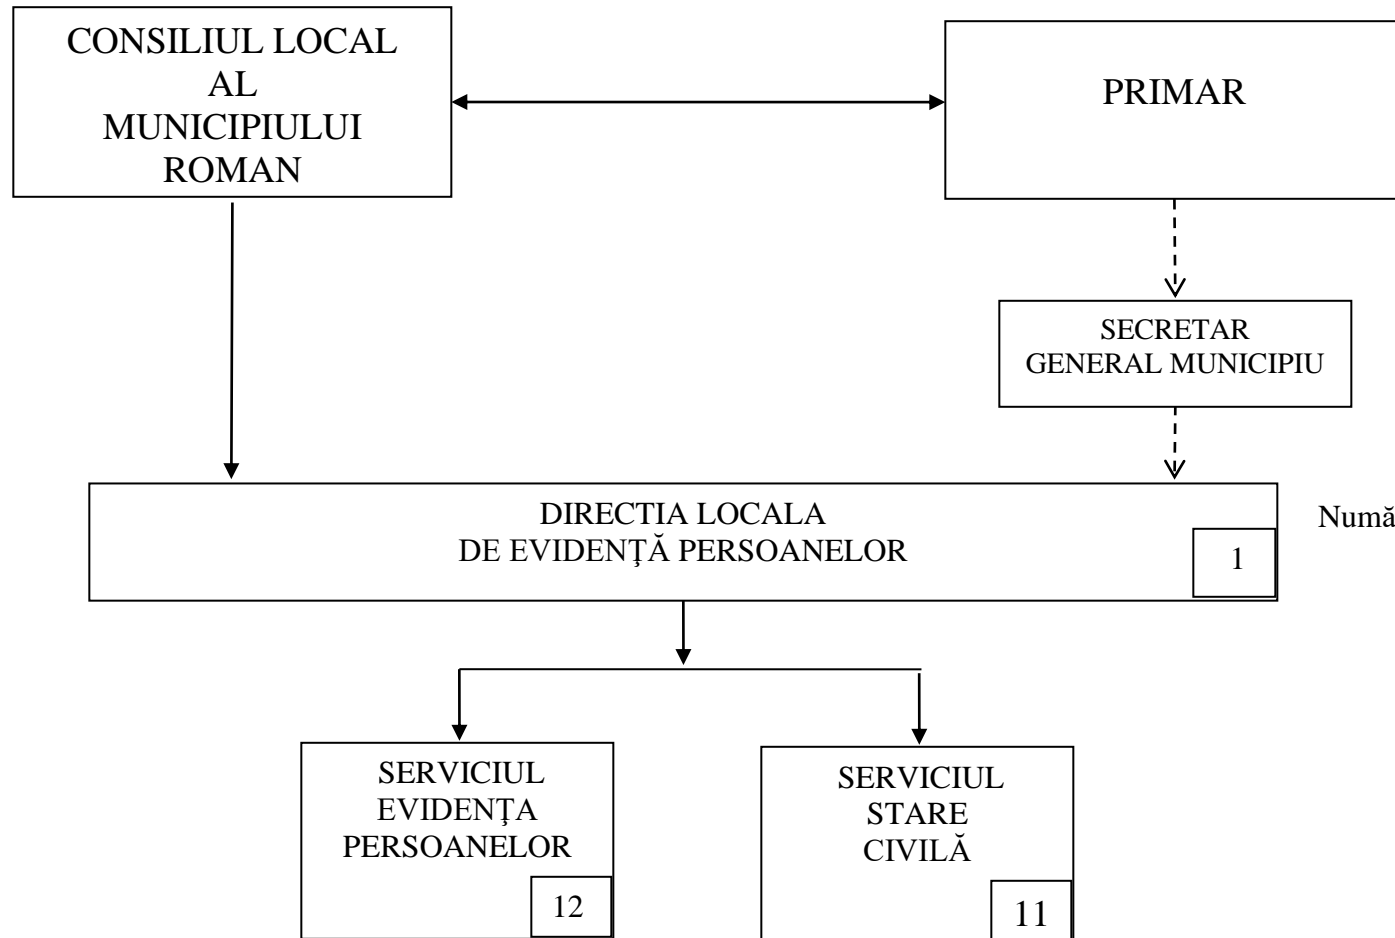 CONSILIUL LOCAL
AL
MUNICIPIULUI
ROMAN
PRIMAR
SECRETAR
GENERAL MUNICIPIU
DIRECTIA LOCALA
DE EVIDENŢĂ PERSOANELOR
1
Numă
SERVICIUL
EVIDENŢA
PERSOANELOR
12
SERVICIUL
STARE
CIVILĂ
11